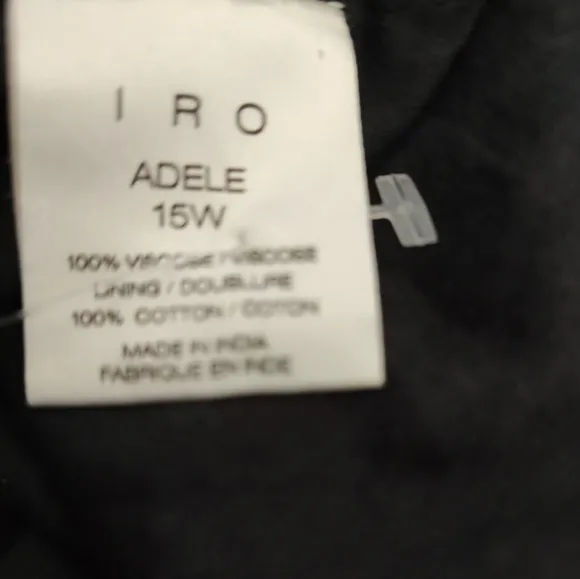 IRO
ADELE
15W
100% VISCOSE / VISCOSE
LINING / DOUBLURE
100% COTTON / COTON
MADE IN INDIA
FABRIQUE EN INDE